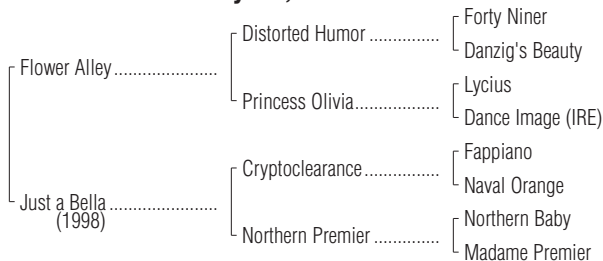 Forty Niner
Distorted Humor ...............
Danzig's Beauty
Flower Alley ......................
Lycius
Princess Olivia..................
Dance Image (IRE)
Fappiano
Cryptoclearance................
Naval Orange
Just a Bella .......................
(1998)
Northern Baby
Northern Premier ..............
Madame Premier